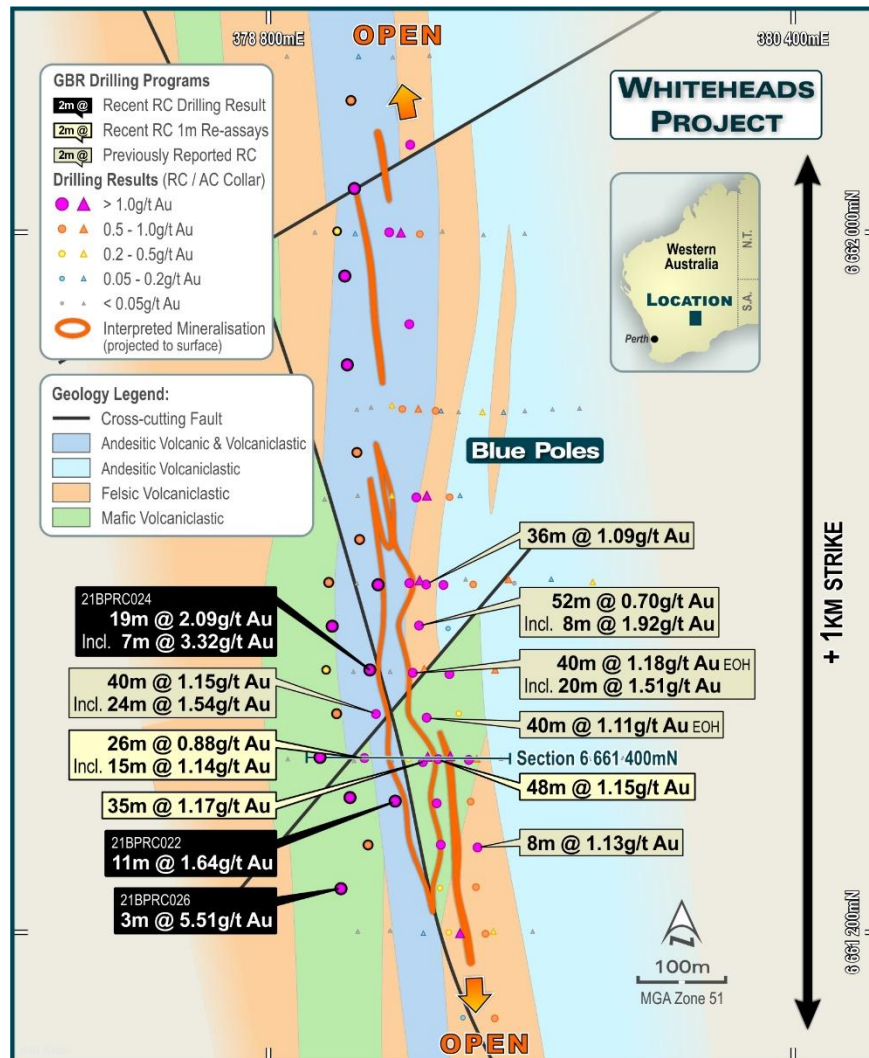 378 800mE
OPEN
380 400mE
GBR Drilling Programs
2m @ Recent RC Drilling Result
2m @ Recent RC 1m Re-assays
2m @ Previously Reported RC
Drilling Results (RC / AC Collar)
> 1.0g/t Au
0.5 - 1.0g/t Au
0.2 - 0.5g/t Au
0.05 - 0.2g/t Au
< 0.05g/t Au
Interpreted Mineralisation
(projected to surface)
Geology Legend:
Cross-cutting Fault
Andesitic Volcanic & Volcaniclastic
Andesitic Volcaniclastic
Felsic Volcaniclastic
Mafic Volcaniclastic
WHITEHEADS
PROJECT
Western
Australia
N.T.
S.A.
LOCATION
Perth
6 662 000mN
Blue Poles
+ 1KM STRIKE
36m @ 1.09g/t Au
52m @ 0.70g/t Au
Incl. 8m @ 1.92g/t Au
40m @ 1.18g/t Au EOH
Incl. 20m @ 1.51g/t Au
40m @ 1.11g/t Au EOH
Section 6 661 400mN
48m @ 1.15g/t Au
8m @ 1.13g/t Au
21BPRC024
19m @ 2.09g/t Au
Incl. 7m @ 3.32g/t Au
40m @ 1.15g/t Au
Incl. 24m @ 1.54g/t Au
26m @ 0.88g/t Au
Incl. 15m @ 1.14g/t Au
35m @ 1.17g/t Au
21BPRC022
11m @ 1.64g/t Au
21BPRC026
3m @ 5.51g/t Au
N
100m
MGA Zone 51
6 661 200mN
OPEN